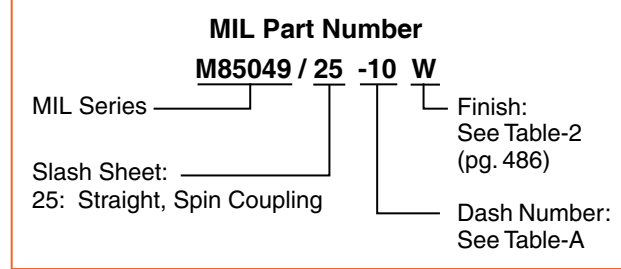 MIL Part Number
M85049 / 25 -10 W
MIL Series
Finish:
See Table-2
(pg. 486)
Slash Sheet:
25: Straight, Spin Coupling
Dash Number:
See Table-A